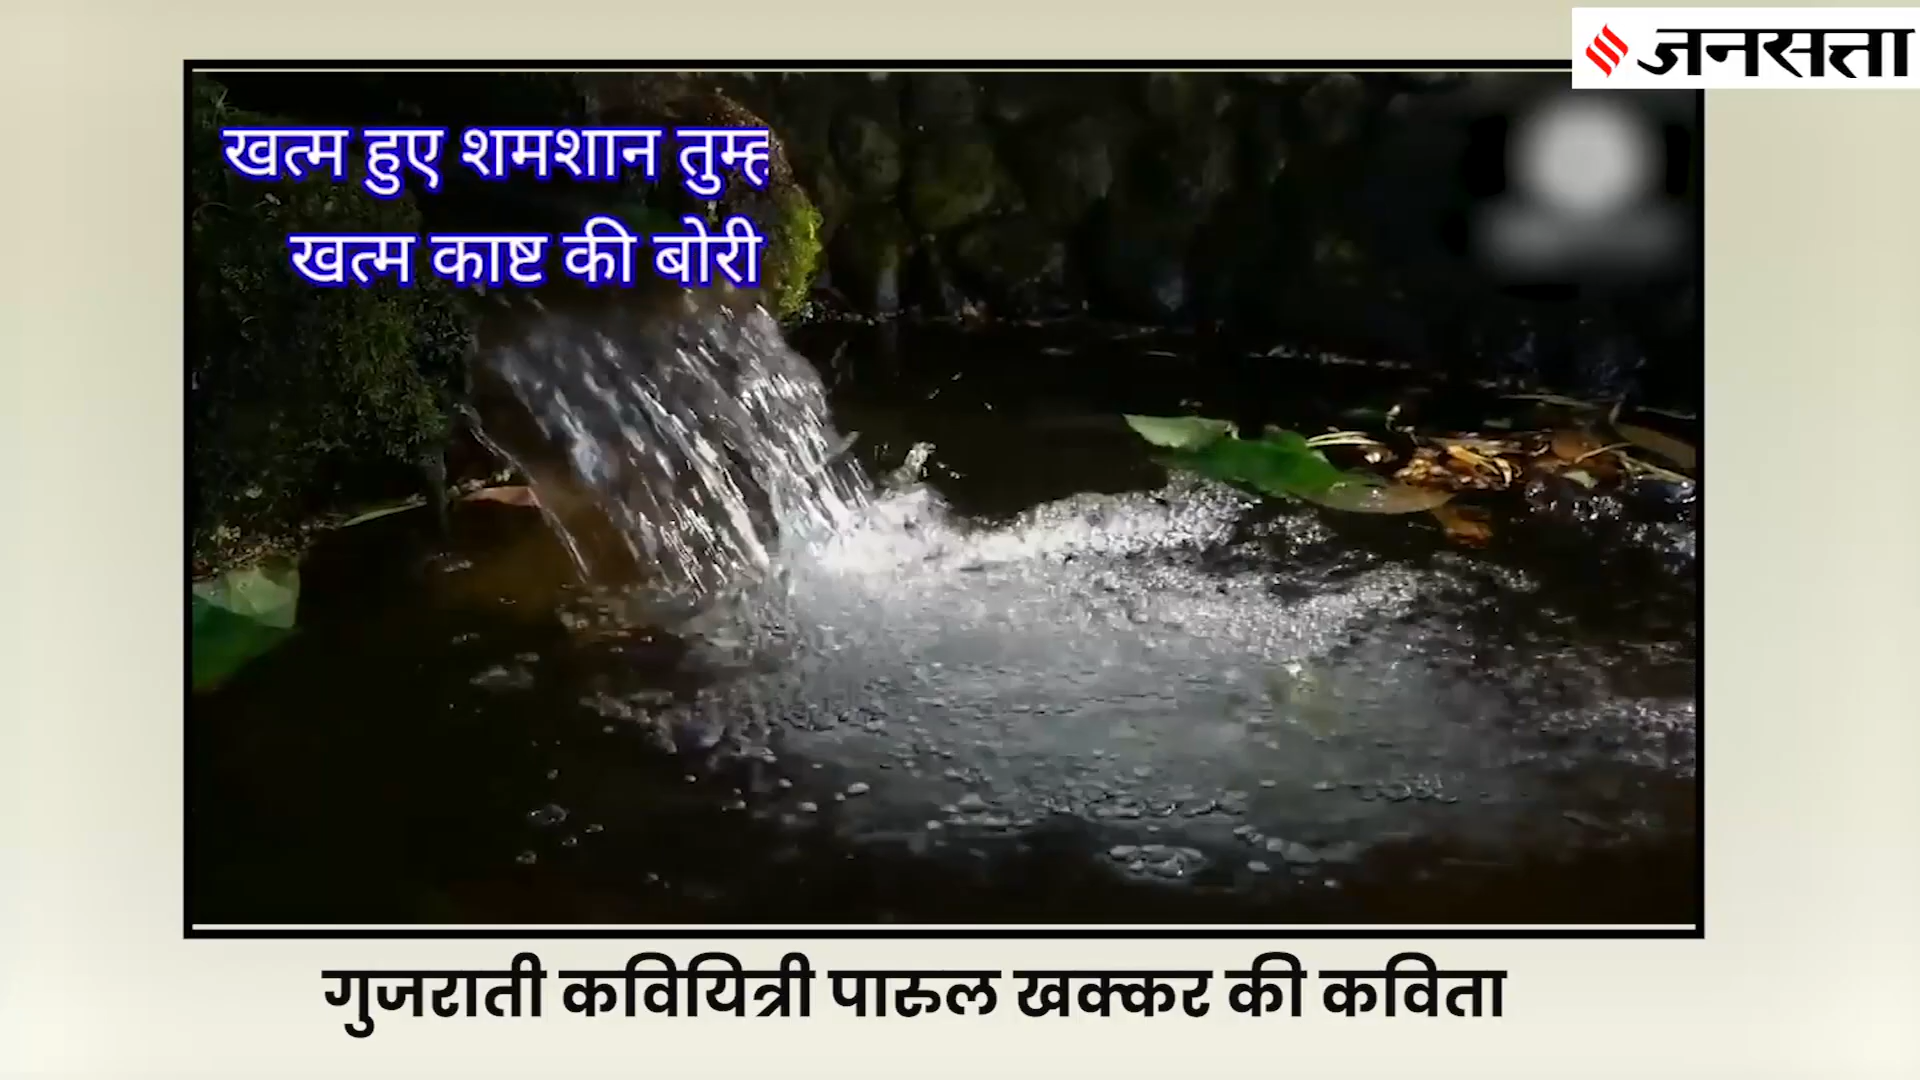 जनसत्ता
खत्म हुए शमशान तुम्ह
खत्म काष्ट की बोरी
गुजराती कवियित्री पारुल खक्कर की कविता